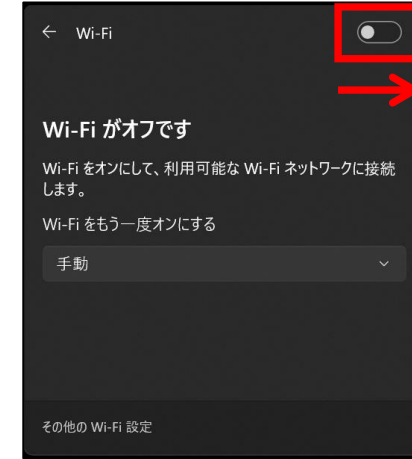 Wi-Fi
Wi-Fi がオフです
Wi-Fi をオンにして、利用可能な Wi-Fi ネットワークに接続
します。
Wi-Fi をもう一度オンにする
手動
その他の Wi-Fi 設定